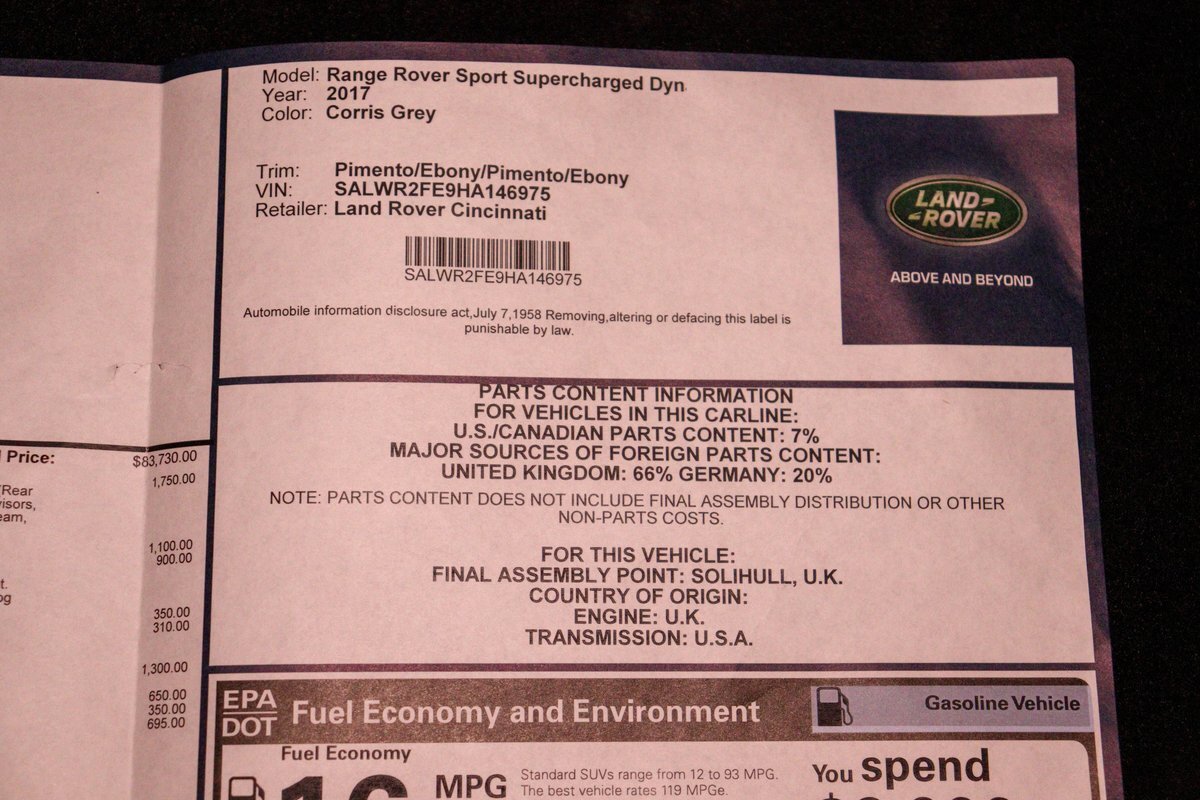 Model: Range Rover Sport Supercharged Dyn
Year: 2017
Color: Corris Grey
Trim: Pimento/Ebony/Pimento/Ebony
VIN: SALWR2FE9HA146975
Retailer: Land Rover Cincinnati
SALWR2FE9HA146975
Automobile information disclosure act,July 7,1958 Removing,altering or defacing this label is
punishable by law.
LAND-
-ROVER
ABOVE AND BEYOND
PARTS CONTENT INFORMATION
FOR VEHICLES IN THIS CARLINE:
U.S./CANADIAN PARTS CONTENT: 7%
MAJOR SOURCES OF FOREIGN PARTS CONTENT:
UNITED KINGDOM: 66% GERMANY: 20%
NOTE: PARTS CONTENT DOES NOT INCLUDE FINAL ASSEMBLY DISTRIBUTION OR OTHER
NON-PARTS COSTS.
FOR THIS VEHICLE:
FINAL ASSEMBLY POINT: SOLIHULL, U.K.
COUNTRY OF ORIGIN:
ENGINE: U.K.
TRANSMISSION: U.S.A.
Price: $83,730.00
1,750.00
/Rear
1,100.00
900.00
350.00
310.00
1,300.00
650.00
350.00
695.00
EPA
DOT
Fuel Economy and Environment
Gasoline Vehicle
Fuel Economy
MPG
Standard SUVs range from 12 to 93 MPG.
The best vehicle rates 119 MPGe.
You spend